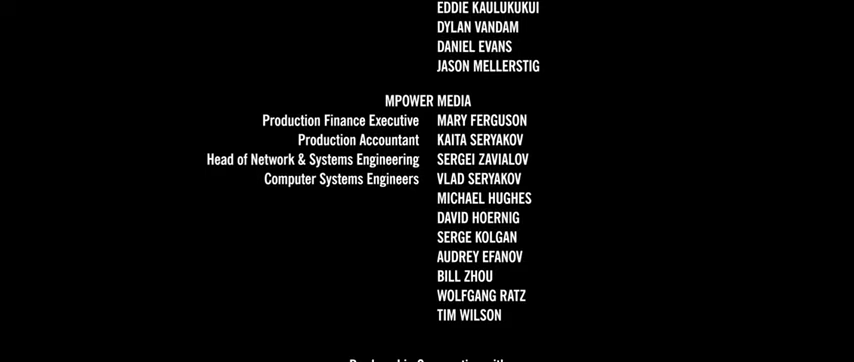 EDDIE KAULUKUKUI
DYLAN VANDAM
DANIEL EVANS
JASON MELLERSTIG
MPOWER MEDIA
Production Finance Executive MARY FERGUSON
Production Accountant KAITA SERYAKOV
Head of Network & Systems Engineering SERGEI ZAVIALOV
Computer Systems Engineers VLAD SERYAKOV
MICHAEL HUGHES
DAVID HOERNIG
SERGE KOLGAN
AUDREY EFANOV
BILL ZHOU
WOLFGANG RATZ
TIM WILSON